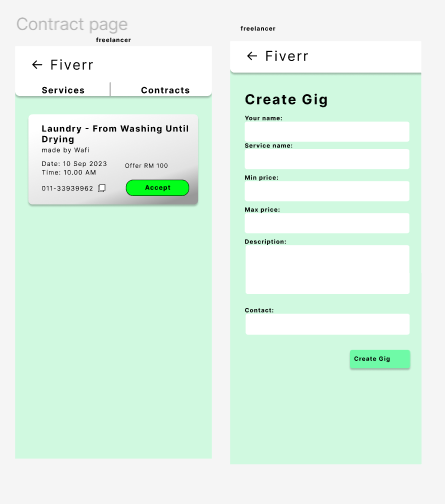 Contract page
freelancer
← Fiverr
Services
Contracts
Laundry - From Washing Until
Drying
made by Wafi
Date: 10 Sep 2023
Offer RM 100
Time: 10.00 AM
011-33939962
Accept
freelancer
← Fiverr
Create Gig
Your name:
Service name:
Min price:
Max price:
Description:
Contact:
Create Gig